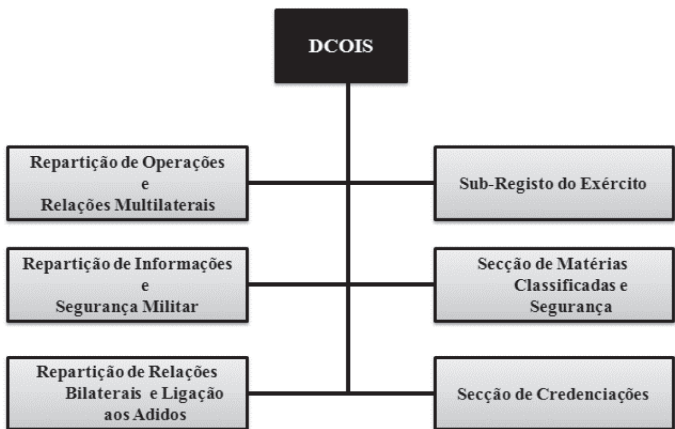 DCOIS
Repartição de Operações
e
Relações Multilaterais
Sub-Registo do Exército
Repartição de Informações
e
Segurança Militar
Secção de Matérias
Classificadas e
Segurança
Repartição de Relações
Bilaterais e Ligação
aos Adidos
Secção de Credenciações